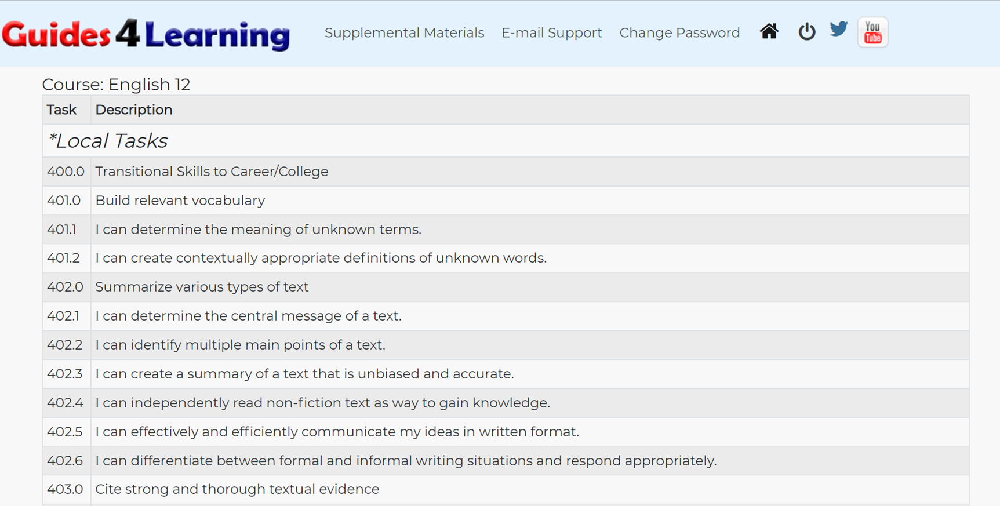 Guides 4 Learning
Supplemental Materials E-mail Support Change Password You Tube
Course: English 12
Task Description
*Local Tasks
400.0 Transitional Skills to Career/College
401.0 Build relevant vocabulary
401.1 I can determine the meaning of unknown terms.
401.2 I can create contextually appropriate definitions of unknown words.
402.0 Summarize various types of text
402.1 I can determine the central message of a text.
402.2 I can identify multiple main points of a text.
402.3 I can create a summary of a text that is unbiased and accurate.
402.4 I can independently read non-fiction text as way to gain knowledge.
402.5 I can effectively and efficiently communicate my ideas in written format.
402.6 I can differentiate between formal and informal writing situations and respond appropriately.
403.0 Cite strong and thorough textual evidence